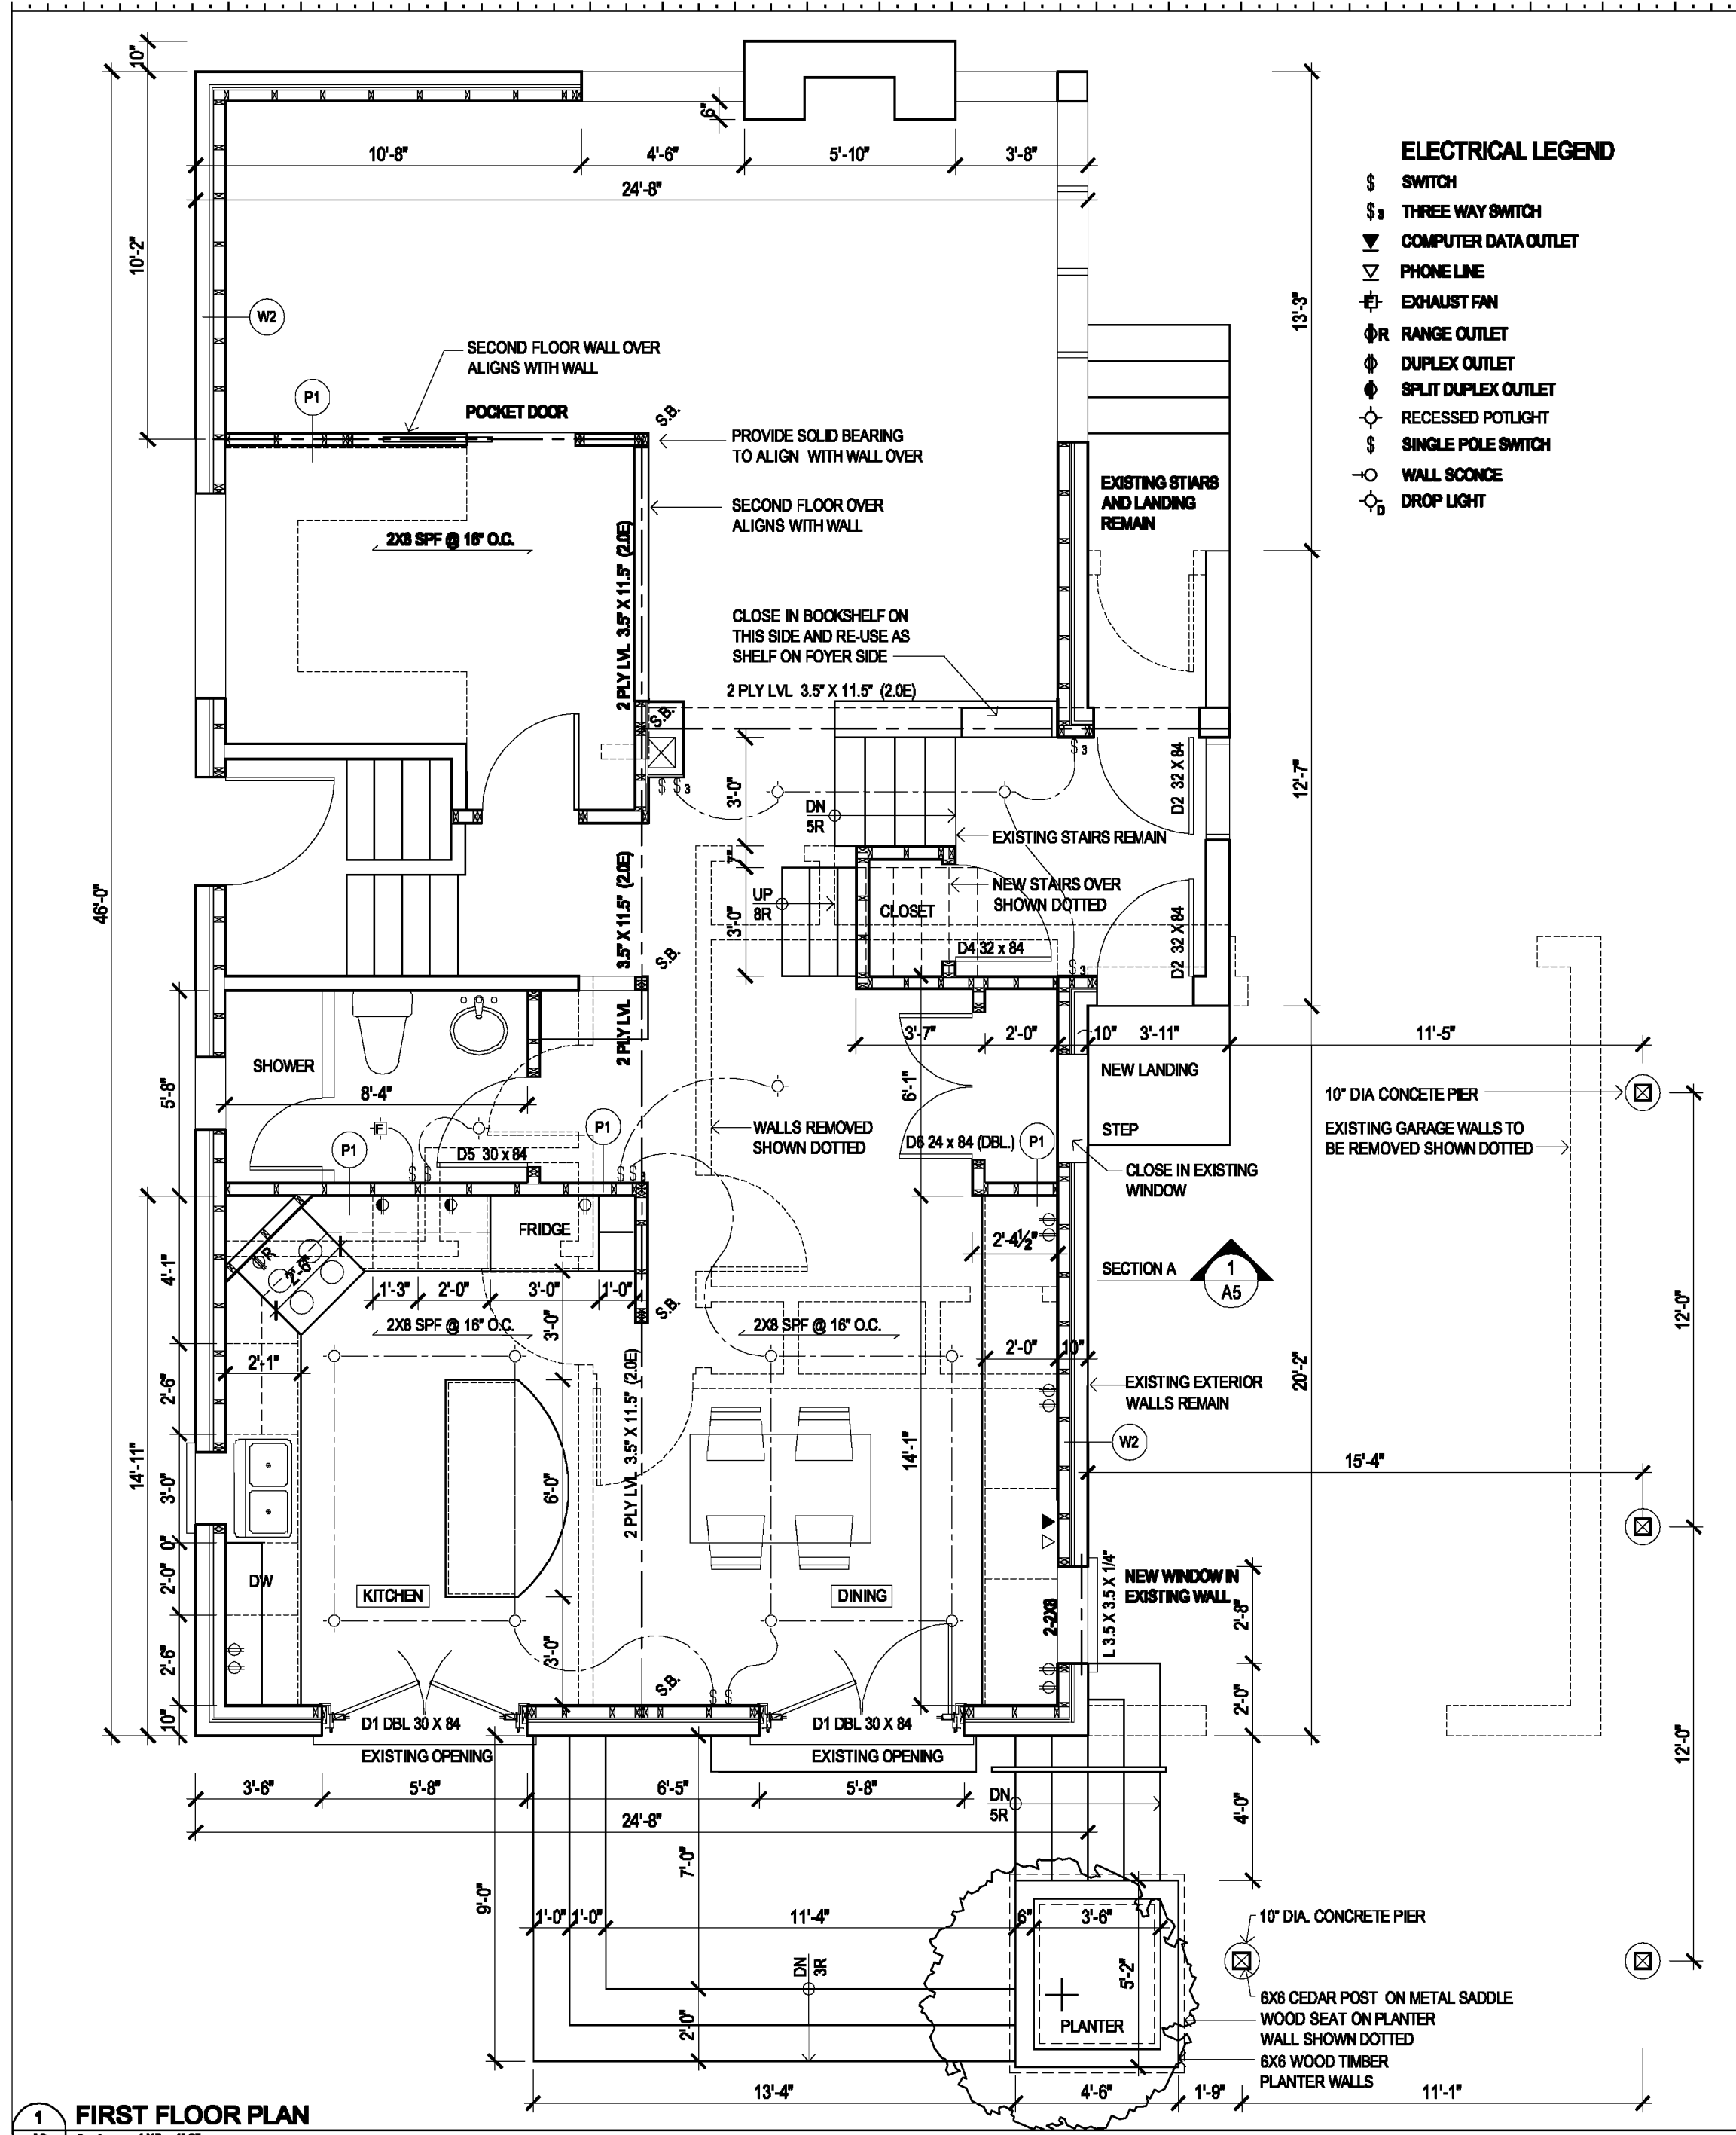 10"
6"
10'-8"
4'-6"
5'-10"
3'-8"
24'-8"
10'-2"
46'-0"
13'-3"
ELECTRICAL LEGEND
$ SWITCH
$3 THREE WAY SWITCH
COMPUTER DATA OUTLET
PHONE LINE
F EXHAUST FAN
R RANGE OUTLET
DUPLEX OUTLET
SPLIT DUPLEX OUTLET
RECESSED POTLIGHT
$ SINGLE POLE SWITCH
WALL SCONCE
D DROP LIGHT
W2
SECOND FLOOR WALL OVER
ALIGNS WITH WALL
P1
POCKET DOOR
S.B.
PROVIDE SOLID BEARING
TO ALIGN WITH WALL OVER
SECOND FLOOR OVER
ALIGNS WITH WALL
EXISTING STIARS
AND LANDING
REMAIN
2X8 SPF @ 16" O.C.
2 PLY LVL 3.5" X 11.5" (2.0E)
CLOSE IN BOOKSHELF ON
THIS SIDE AND RE-USE AS
SHELF ON FOYER SIDE
2 PLY LVL 3.5" X 11.5" (2.0E)
S.B.
$ $3
$3
3'-0"
DN
5R
EXISTING STAIRS REMAIN
D2 32 X 84
12'-7"
7"
NEW STAIRS OVER
SHOWN DOTTED
UP
8R
CLOSET
3'-0"
D4 32 x 84
$3
D2 32 X 84
2 PLY LVL 3.5" X 11.5" (2.0E)
S.B.
3'-7"
2'-0"
10"
3'-11"
11'-5"
SHOWER
8'-4"
5'-8"
6'-1"
NEW LANDING
STEP
10" DIA CONCETE PIER
EXISTING GARAGE WALLS TO
BE REMOVED SHOWN DOTTED
F
P1
P1
WALLS REMOVED
SHOWN DOTTED
D5 30 x 84
D6 24 x 84 (DBL.)
P1
CLOSE IN EXISTING
WINDOW
FRIDGE
R
2'-6"
4'-1"
1'-3"
2'-0"
3'-0"
1'-0"
S.B.
2'-4½"
SECTION A
1
A5
12'-0"
2X8 SPF @ 16" O.C.
3'-0"
2X8 SPF @ 16" O.C.
2'-1"
2'-0"
10"
20'-2"
2'-6"
EXISTING EXTERIOR
WALLS REMAIN
2 PLY LVL 3.5" X 11.5" (2.0E)
W2
14'-11"
3'-0"
6'-0"
14'-1"
15'-4"
0"
2'-0"
DW
KITCHEN
DINING
2-2X8
L 3.5 X 3.5 X 1/4"
NEW WINDOW IN
EXISTING WALL
2'-8"
2'-6"
3'-0"
S.B.
$ $
2'-0"
10"
D1 DBL 30 X 84
EXISTING OPENING
D1 DBL 30 X 84
EXISTING OPENING
12'-0"
3'-6"
5'-8"
6'-5"
5'-8"
DN
5R
4'-0"
24'-8"
7'-0"
9'-0"
1'-0"
1'-0"
11'-4"
6"
3'-6"
10" DIA. CONCRETE PIER
DN
3R
5'-2"
2'-0"
PLANTER
6X6 CEDAR POST ON METAL SADDLE
WOOD SEAT ON PLANTER
WALL SHOWN DOTTED
6X6 WOOD TIMBER
PLANTER WALLS
13'-4"
4'-6"
1'-9"
11'-1"
1
FIRST FLOOR PLAN